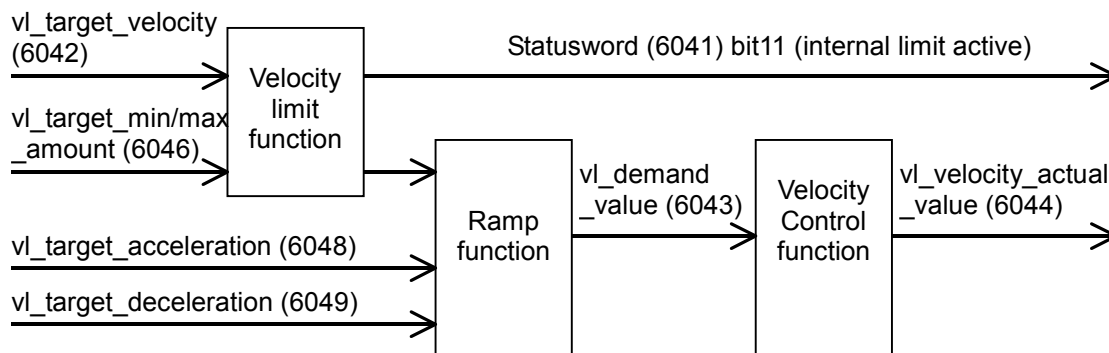 vl_target_velocity
(6042)
Statusword (6041) bit11 (internal limit active)
Velocity
limit
function
vl_target_min/max
_amount (6046)
vl_demand
_value (6043)
Velocity
Control
function
vl_velocity_actual
_value (6044)
Ramp
function
vl_target_acceleration (6048)
vl_target_deceleration (6049)